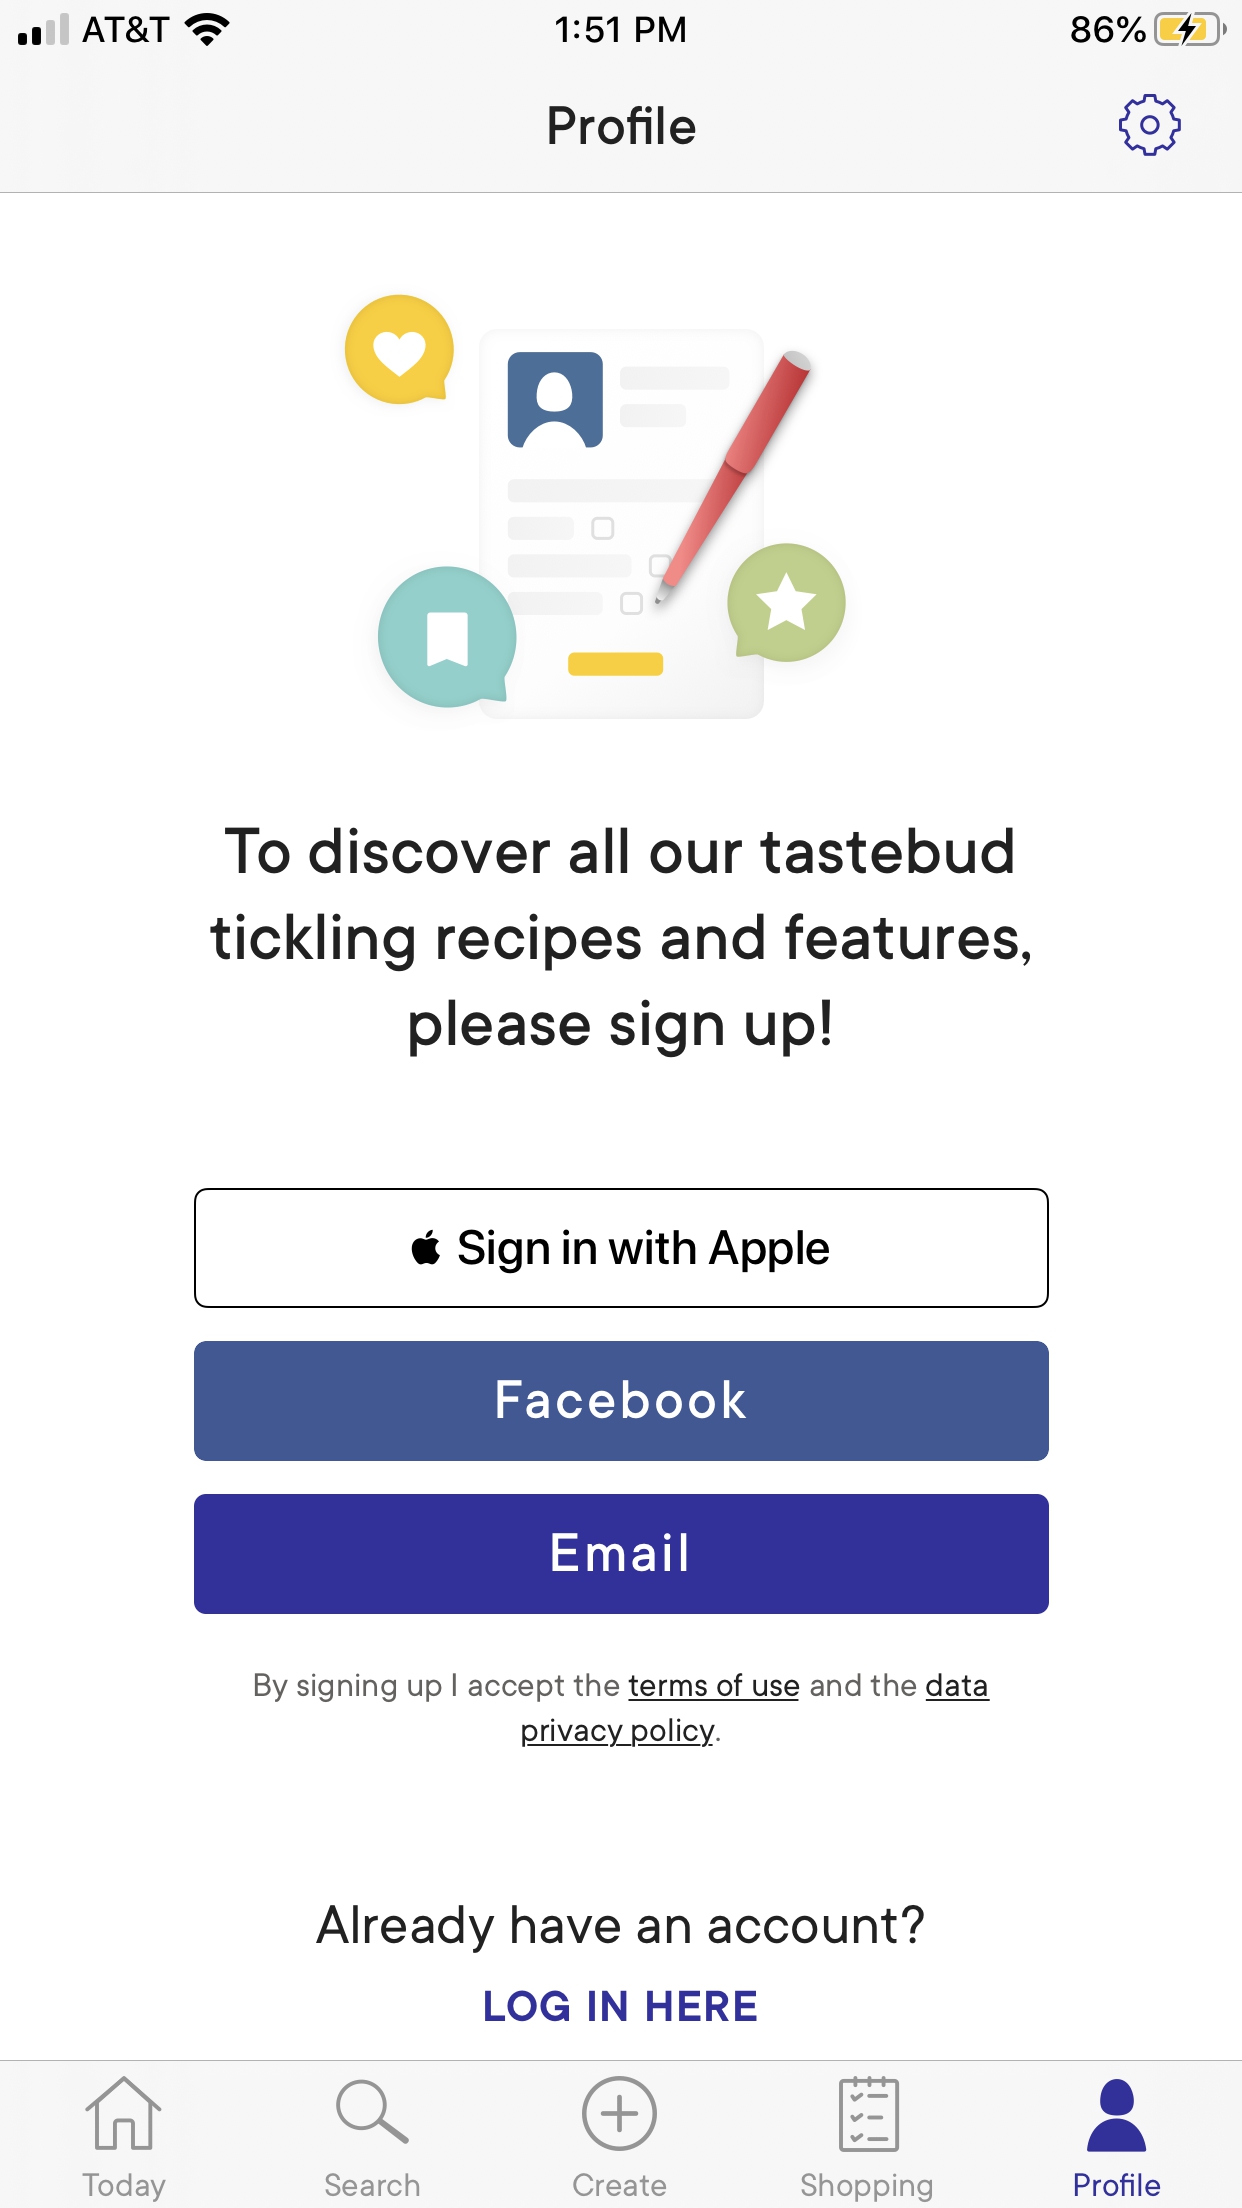 AT&T 1:51 PM 86%
Profile
To discover all our tastebud
tickling recipes and features,
please sign up!
Sign in with Apple
Facebook
Email
By signing up I accept the terms of use and the data
privacy policy.
Already have an account?
LOG IN HERE
Today Search Create Shopping Profile